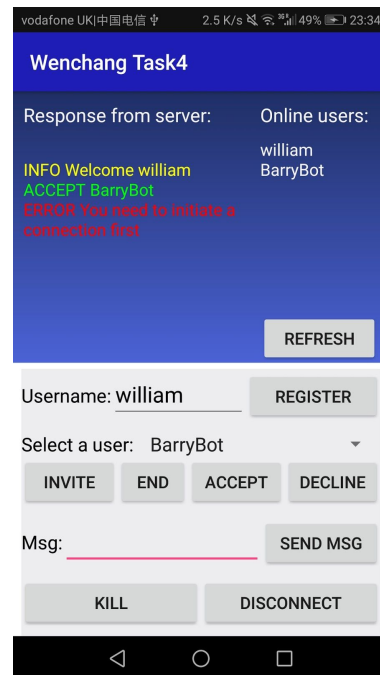 vodafone UK|中国电信 2.5 K/s 3G 49% 23:34
Wenchang Task4
Response from server: Online users:
william
INFO Welcome william BarryBot
ACCEPT BarryBot
ERROR You need to initiate a
connection first
REFRESH
Username: william REGISTER
Select a user: BarryBot
INVITE END ACCEPT DECLINE
Msg: SEND MSG
KILL DISCONNECT